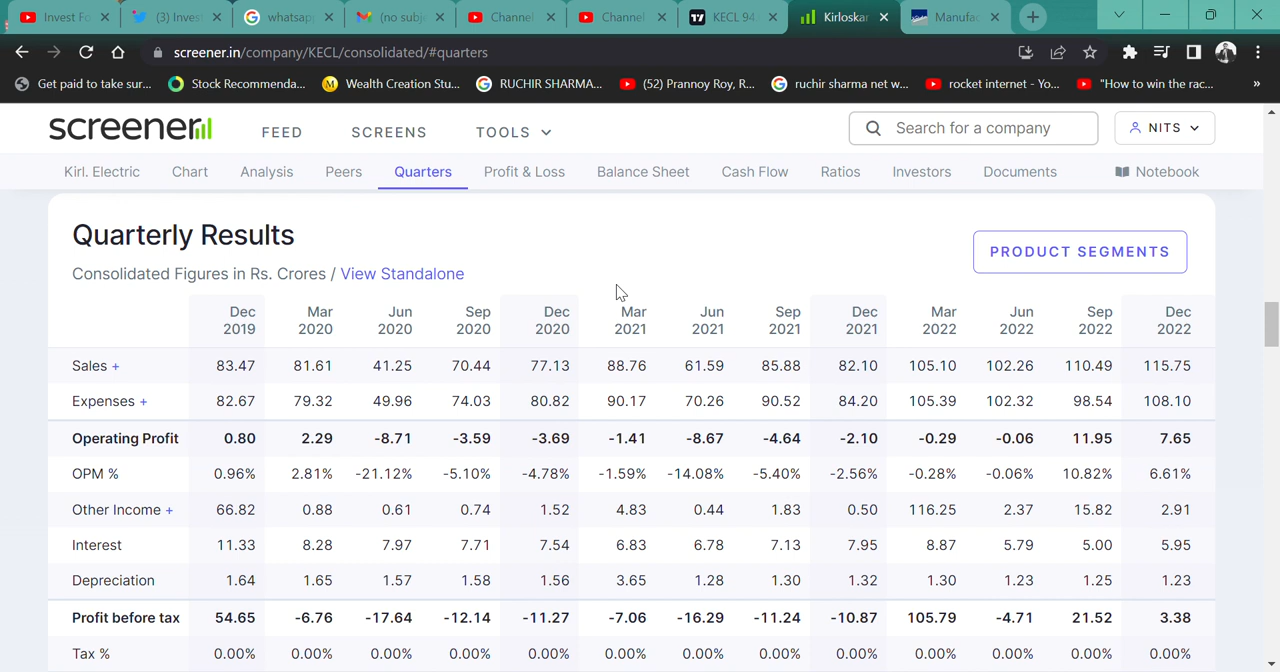 Invest Fo
(3) Invest
whatsap
(no subj
Channel
Channel
KECL 94
Kirloskar
Manufac
screener.in/company/KECL/consolidated/#quarters
Get paid to take sur...
Stock Recommenda...
Wealth Creation Stu...
RUCHIR SHARMA...
(52) Prannoy Roy, R...
ruchir sharma net w...
rocket internet - Yo...
"How to win the rac...
»
screener
FEED
SCREENS
TOOLS
Search for a company
NITS
Kirl. Electric
Chart
Analysis
Peers
Quarters
Profit & Loss
Balance Sheet
Cash Flow
Ratios
Investors
Documents
Notebook
Quarterly Results
PRODUCT SEGMENTS
Consolidated Figures in Rs. Crores / View Standalone
Dec 2019 Mar 2020 Jun 2020 Sep 2020 Dec 2020 Mar 2021 Jun 2021 Sep 2021 Dec 2021 Mar 2022 Jun 2022 Sep 2022 Dec 2022
Sales + 83.47 81.61 41.25 70.44 77.13 88.76 61.59 85.88 82.10 105.10 102.26 110.49 115.75
Expenses + 82.67 79.32 49.96 74.03 80.82 90.17 70.26 90.52 84.20 105.39 102.32 98.54 108.10
Operating Profit 0.80 2.29 -8.71 -3.59 -3.69 -1.41 -8.67 -4.64 -2.10 -0.29 -0.06 11.95 7.65
OPM % 0.96% 2.81% -21.12% -5.10% -4.78% -1.59% -14.08% -5.40% -2.56% -0.28% -0.06% 10.82% 6.61%
Other Income + 66.82 0.88 0.61 0.74 1.52 4.83 0.44 1.83 0.50 116.25 2.37 15.82 2.91
Interest 11.33 8.28 7.97 7.71 7.54 6.83 6.78 7.13 7.95 8.87 5.79 5.00 5.95
Depreciation 1.64 1.65 1.57 1.58 1.56 3.65 1.28 1.30 1.32 1.30 1.23 1.25 1.23
Profit before tax 54.65 -6.76 -17.64 -12.14 -11.27 -7.06 -16.29 -11.24 -10.87 105.79 -4.71 21.52 3.38
Tax % 0.00% 0.00% 0.00% 0.00% 0.00% 0.00% 0.00% 0.00% 0.00% 0.00% 0.00% 0.00% 0.00%